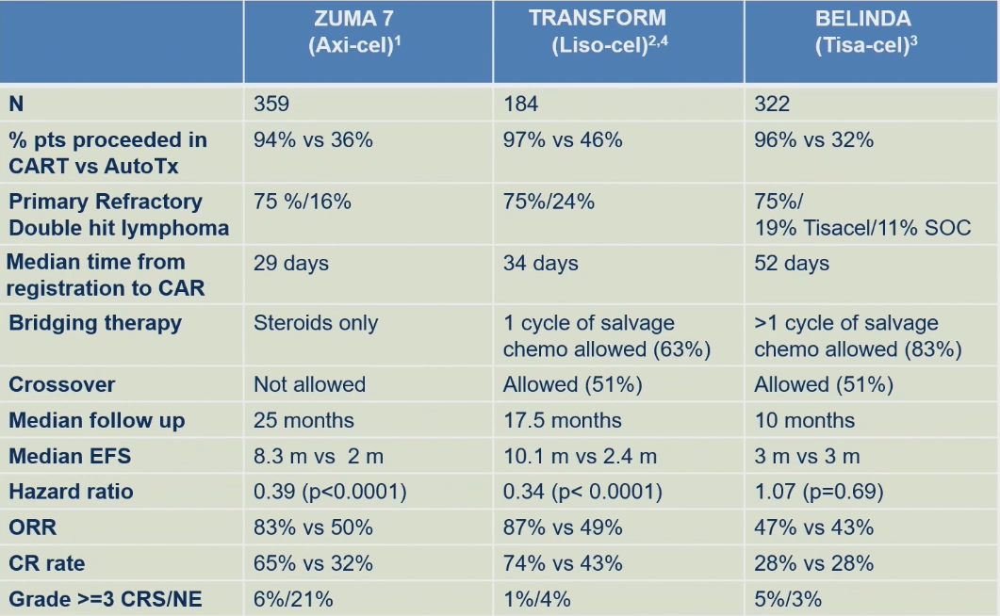 ZUMA 7 TRANSFORM BELINDA
(Axi-cel)1 (Liso-cel)2,4 (Tisa-cel)3
N 359 184 322
% pts proceeded in 94% vs 36% 97% vs 46% 96% vs 32%
CART vs AutoTx
Primary Refractory 75 %/16% 75%/24% 75%/
Double hit lymphoma 19% Tisacel/11% SOC
Median time from 29 days 34 days 52 days
registration to CAR
Bridging therapy Steroids only 1 cycle of salvage >1 cycle of salvage
chemo allowed (63%) chemo allowed (83%)
Crossover Not allowed Allowed (51%) Allowed (51%)
Median follow up 25 months 17.5 months 10 months
Median EFS 8.3 m vs 2 m 10.1 m vs 2.4 m 3 m vs 3 m
Hazard ratio 0.39 (p<0.0001) 0.34 (p< 0.0001) 1.07 (p=0.69)
ORR 83% vs 50% 87% vs 49% 47% vs 43%
CR rate 65% vs 32% 74% vs 43% 28% vs 28%
Grade >=3 CRS/NE 6%/21% 1%/4% 5%/3%